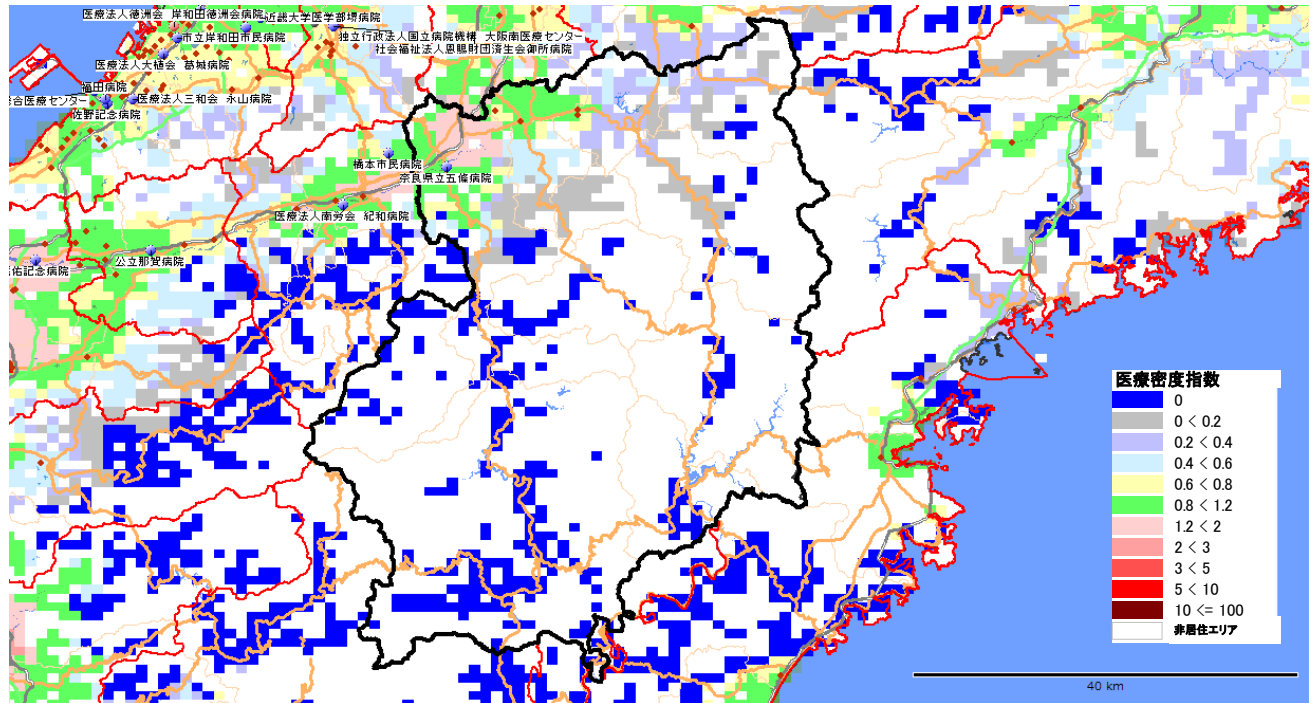 医療法人徳洲会 岸和田徳洲会病院
近畿大学医学部堺病院
市立岸和田市民病院
独立行政法人国立病院機構 大阪南医療センター
社会福祉法人恩賜財団済生会御所病院
医療法人大植会 葛城病院
福田病院
総合医療センター
医療法人三和会 永山病院
佐野記念病院
橋本市民病院
奈良県立五條病院
医療法人南労会 紀和病院
公立那賀病院
佑記念病院
医療密度指数
0
0 < 0.2
0.2 < 0.4
0.4 < 0.6
0.6 < 0.8
0.8 < 1.2
1.2 < 2
2 < 3
3 < 5
5 < 10
10 <= 100
非居住エリア
40 km